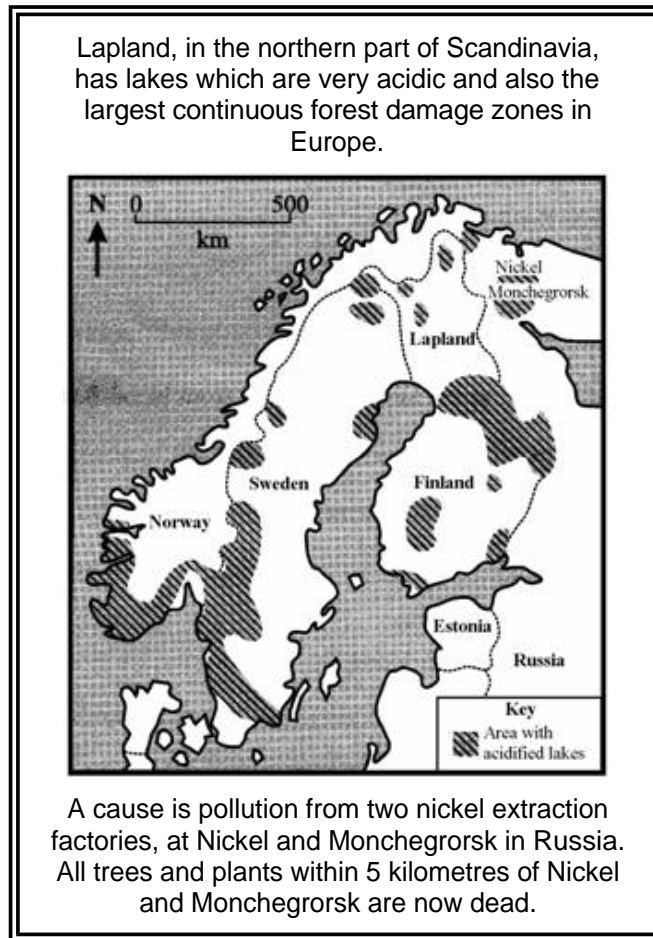 Lapland, in the northern part of Scandinavia,
has lakes which are very acidic and also the
largest continuous forest damage zones in
Europe.
N 0 500
km
Nickel
Monchegrorsk
Lapland
Sweden
Finland
Norway
Estonia
Russia
Key
Area with
acidified lakes
A cause is pollution from two nickel extraction
factories, at Nickel and Monchegrorsk in Russia.
All trees and plants within 5 kilometres of Nickel
and Monchegrorsk are now dead.